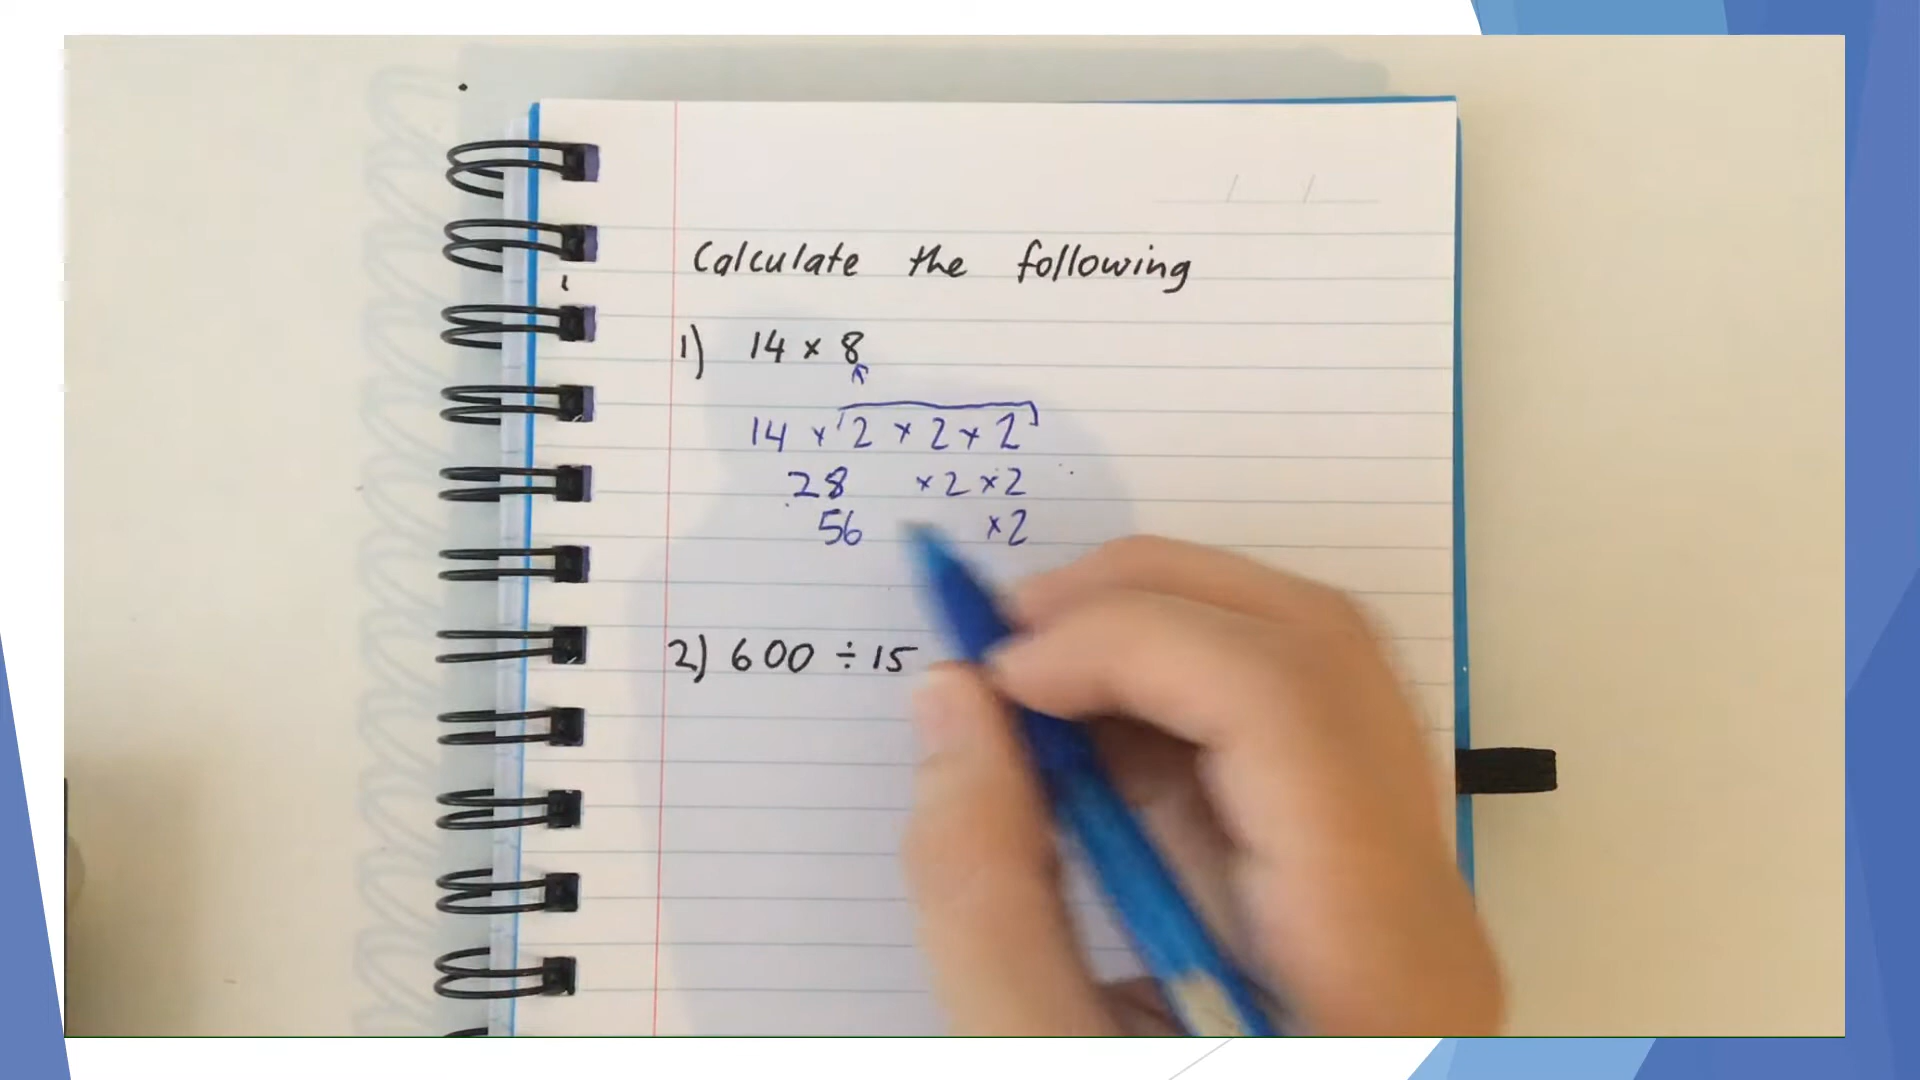 Calculate the following
1) 14 × 8
14 × 2 × 2 × 2
28 × 2 × 2
56 × 2
2) 600 ÷ 15